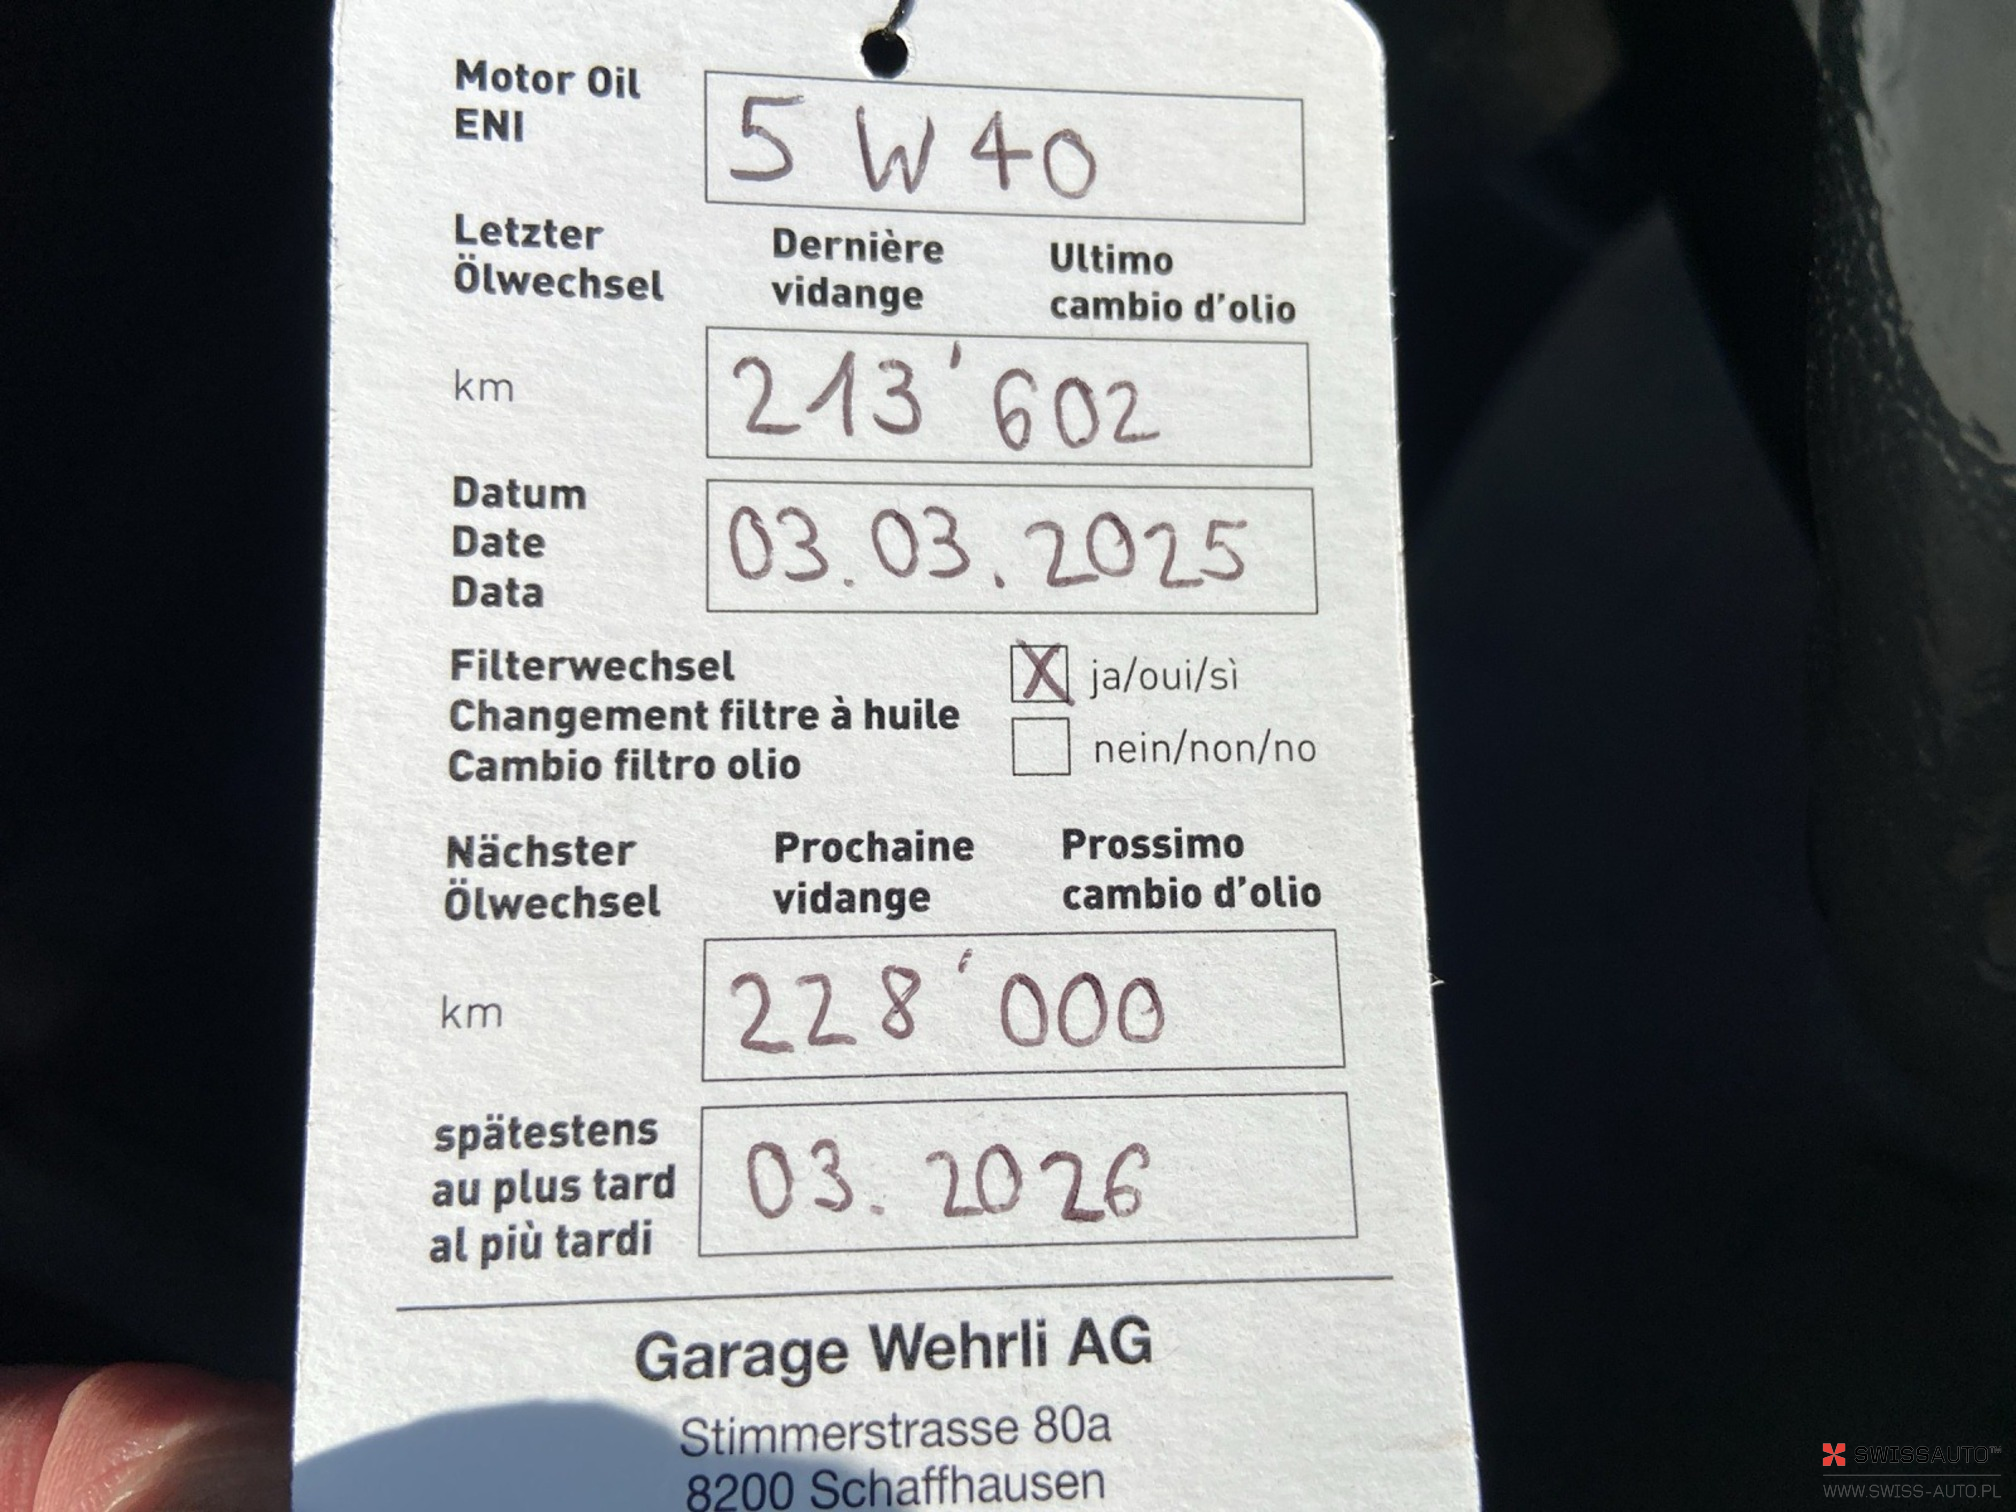 Motor Oil
ENI
5 W 40
Letzter Ölwechsel
Dernière vidange
Ultimo cambio d'olio
km
213'602
Datum
Date
Data
03.03.2025
Filterwechsel
Changement filtre à huile
Cambio filtro olio
X ja/oui/sì
nein/non/no
Nächster Ölwechsel
Prochaine vidange
Prossimo cambio d'olio
km
228'000
spätestens
au plus tard
al più tardi
03.2026
Garage Wehrli AG
Stimmerstrasse 80a
8200 Schaffhausen
SWISSAUTO™
WWW.SWISS-AUTO.PL